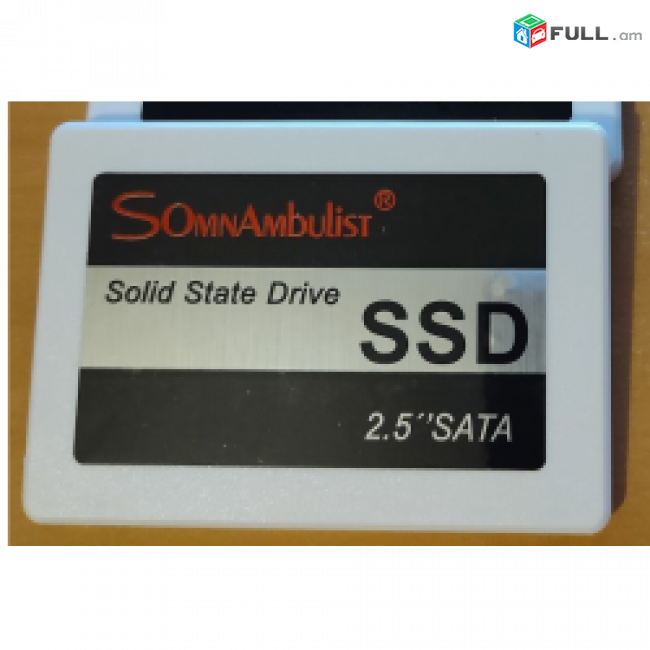 FULL.am
SOmnAmbulist®
Solid State Drive
SSD
2.5´'SATA